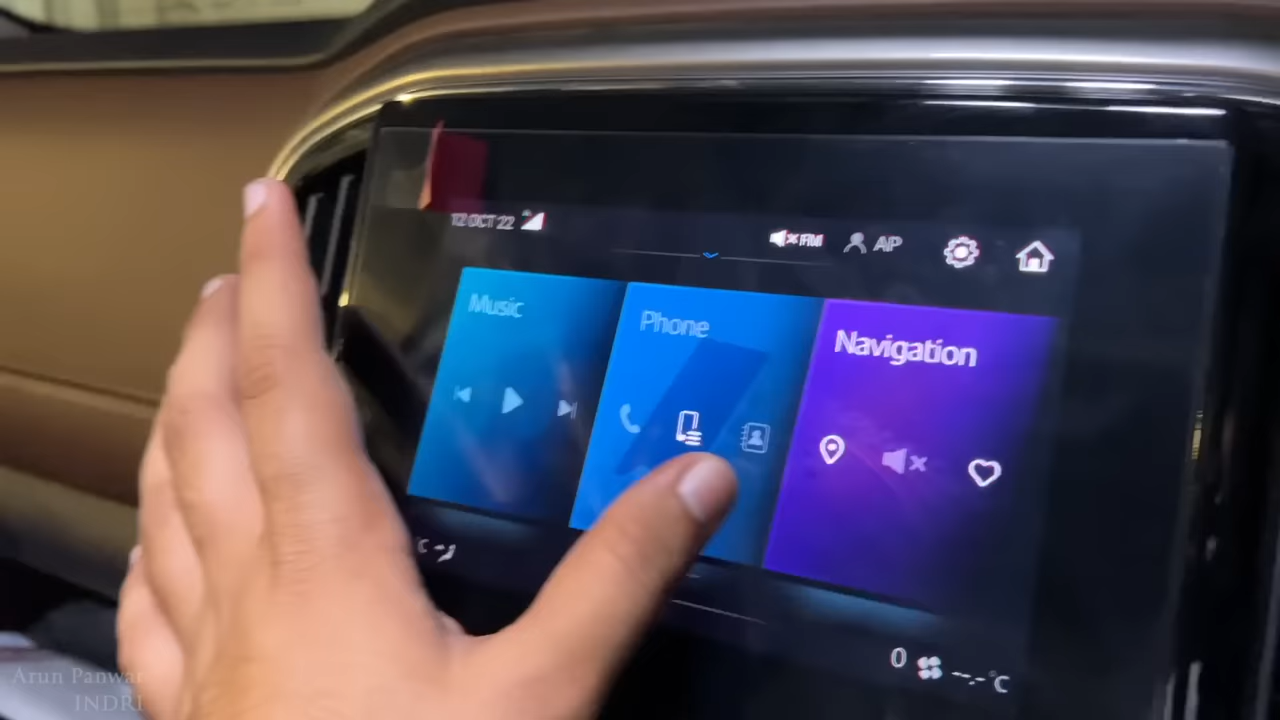 12 OCT 22
FM AP
Music
Phone
Navigation
°C
0 --.-°C
Arun Panwar
INDRI